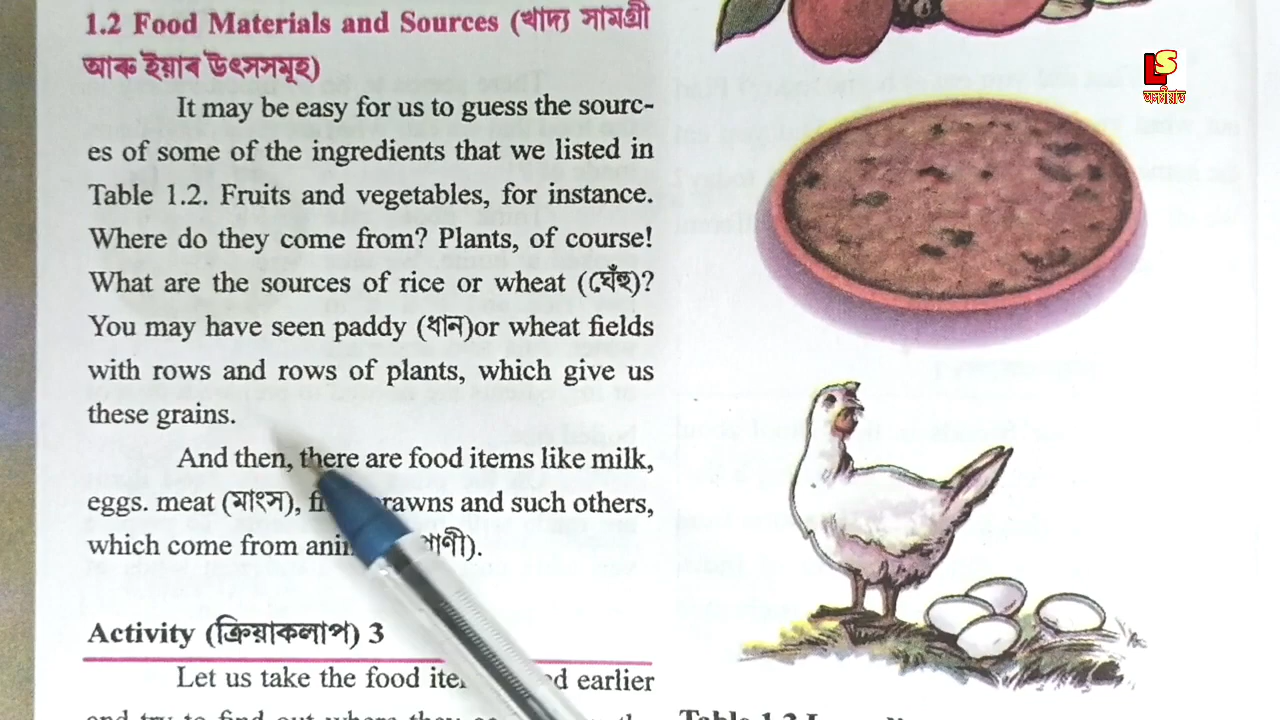 1.2 Food Materials and Sources (খাদ্য সামগ্ৰী
আৰু ইয়াৰ উৎসসমূহ)
It may be easy for us to guess the sourc-
es of some of the ingredients that we listed in
Table 1.2. Fruits and vegetables, for instance.
Where do they come from? Plants, of course!
What are the sources of rice or wheat (ঘেঁহু)?
You may have seen paddy (ধান)or wheat fields
with rows and rows of plants, which give us
these grains.
And then, there are food items like milk,
eggs. meat (মাংস), rawns and such others,
which come from
Activity (ক্ৰিয়াকলাপ) 3
Let us take the food earlier
LS
অসমীয়াত